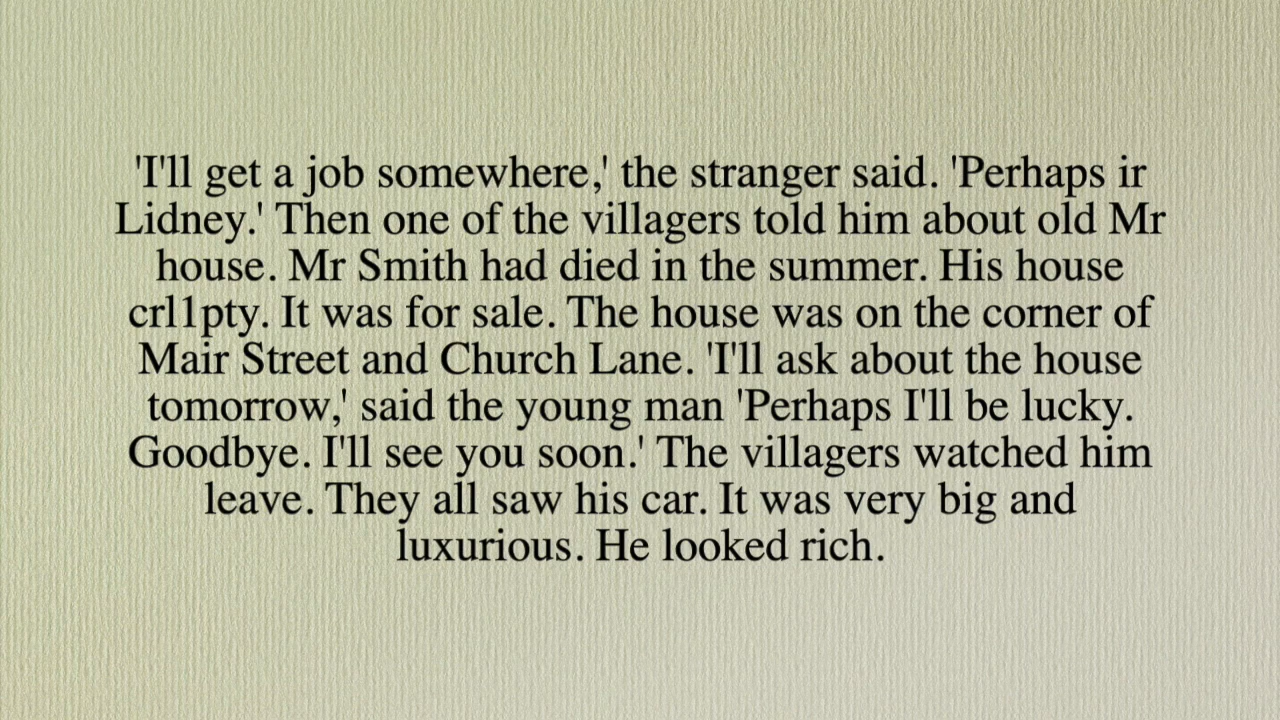 'I'll get a job somewhere,' the stranger said. 'Perhaps ir
Lidney.' Then one of the villagers told him about old Mr
house. Mr Smith had died in the summer. His house
crl1pty. It was for sale. The house was on the corner of
Mair Street and Church Lane. 'I'll ask about the house
tomorrow,' said the young man 'Perhaps I'll be lucky.
Goodbye. I'll see you soon.' The villagers watched him
leave. They all saw his car. It was very big and
luxurious. He looked rich.